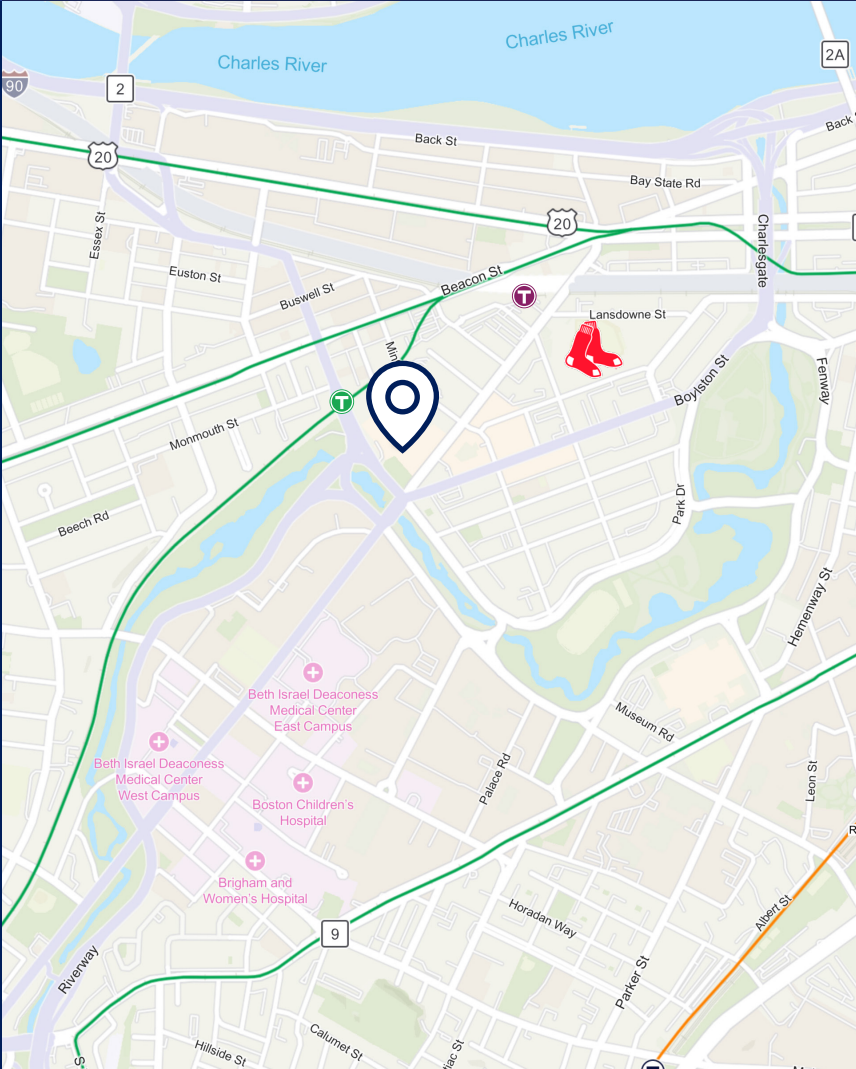 Charles River
Charles River
2A
90
2
Back St
Back
20
Bay State Rd
20
Essex St
Charlesgate
Euston St
Beacon St
Buswell St
T
Lansdowne St
Min
Boylston St
Fenway
T
Monmouth St
Park Dr
Beech Rd
Hemenway St
Beth Israel Deaconess
Medical Center
East Campus
Museum Rd
Beth Israel Deaconess
Medical Center
West Campus
Palace Rd
Leon St
Boston Children's
Hospital
R
Brigham and
Women's Hospital
Horadan Way
Albert St
9
Riverway
Parker St
Calumet St
Hillside St
S